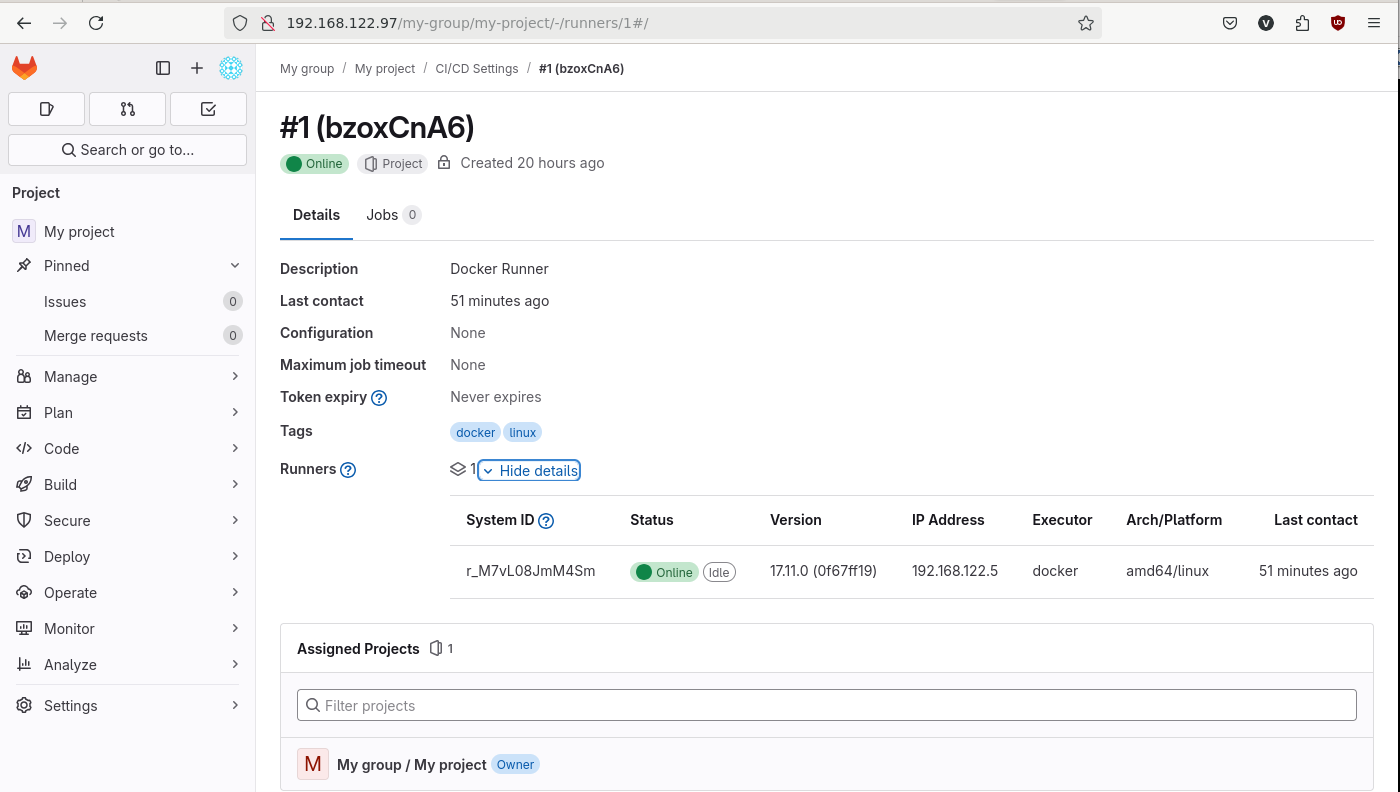 192.168.122.97/my-group/my-project/-/runners/1#/
V
UD
My group / My project / CI/CD Settings / #1 (bzoxCnA6)
Search or go to...
Project
M My project
Pinned
Issues 0
Merge requests 0
Manage
Plan
Code
Build
Secure
Deploy
Operate
Monitor
Analyze
Settings
#1 (bzoxCnA6)
Online Project Created 20 hours ago
Details Jobs 0
Description Docker Runner
Last contact 51 minutes ago
Configuration None
Maximum job timeout None
Token expiry ? Never expires
Tags docker linux
Runners ? 1 Hide details
System ID ? Status Version IP Address Executor Arch/Platform Last contact
r_M7vL08JmM4Sm Online Idle 17.11.0 (0f67ff19) 192.168.122.5 docker amd64/linux 51 minutes ago
Assigned Projects 1
Filter projects
M My group / My project Owner